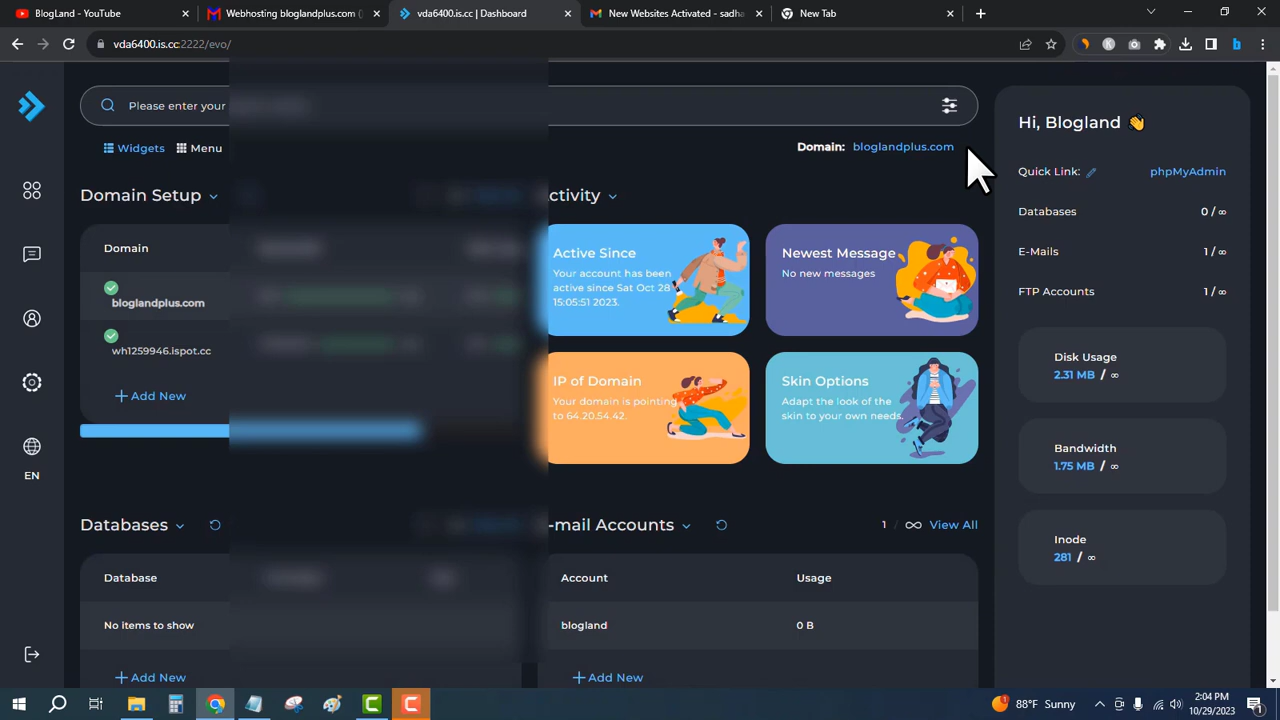 BlogLand - YouTube
Webhosting bloglandplus.com (
vda6400.is.cc | Dashboard
New Websites Activated - sadha
New Tab
vda6400.is.cc:2222/evo/
Please enter your
Widgets
Menu
Domain: bloglandplus.com
Domain Setup
Domain
bloglandplus.com
wh1259946.ispot.cc
Add New
ctivity
Active Since
Your account has been
active since Sat Oct 28
15:05:51 2023.
Newest Message
No new messages
IP of Domain
Your domain is pointing
to 64.20.54.42.
Skin Options
Adapt the look of the
skin to your own needs.
Hi, Blogland 👋
Quick Link: phpMyAdmin
Databases 0 / ∞
E-Mails 1 / ∞
FTP Accounts 1 / ∞
Disk Usage
2.31 MB / ∞
Bandwidth
1.75 MB / ∞
Inode
281 / ∞
EN
Databases
Database
No items to show
Add New
-mail Accounts
1 / ∞ View All
Account Usage
blogland 0 B
Add New
88°F Sunny
2:04 PM
10/29/2023
1